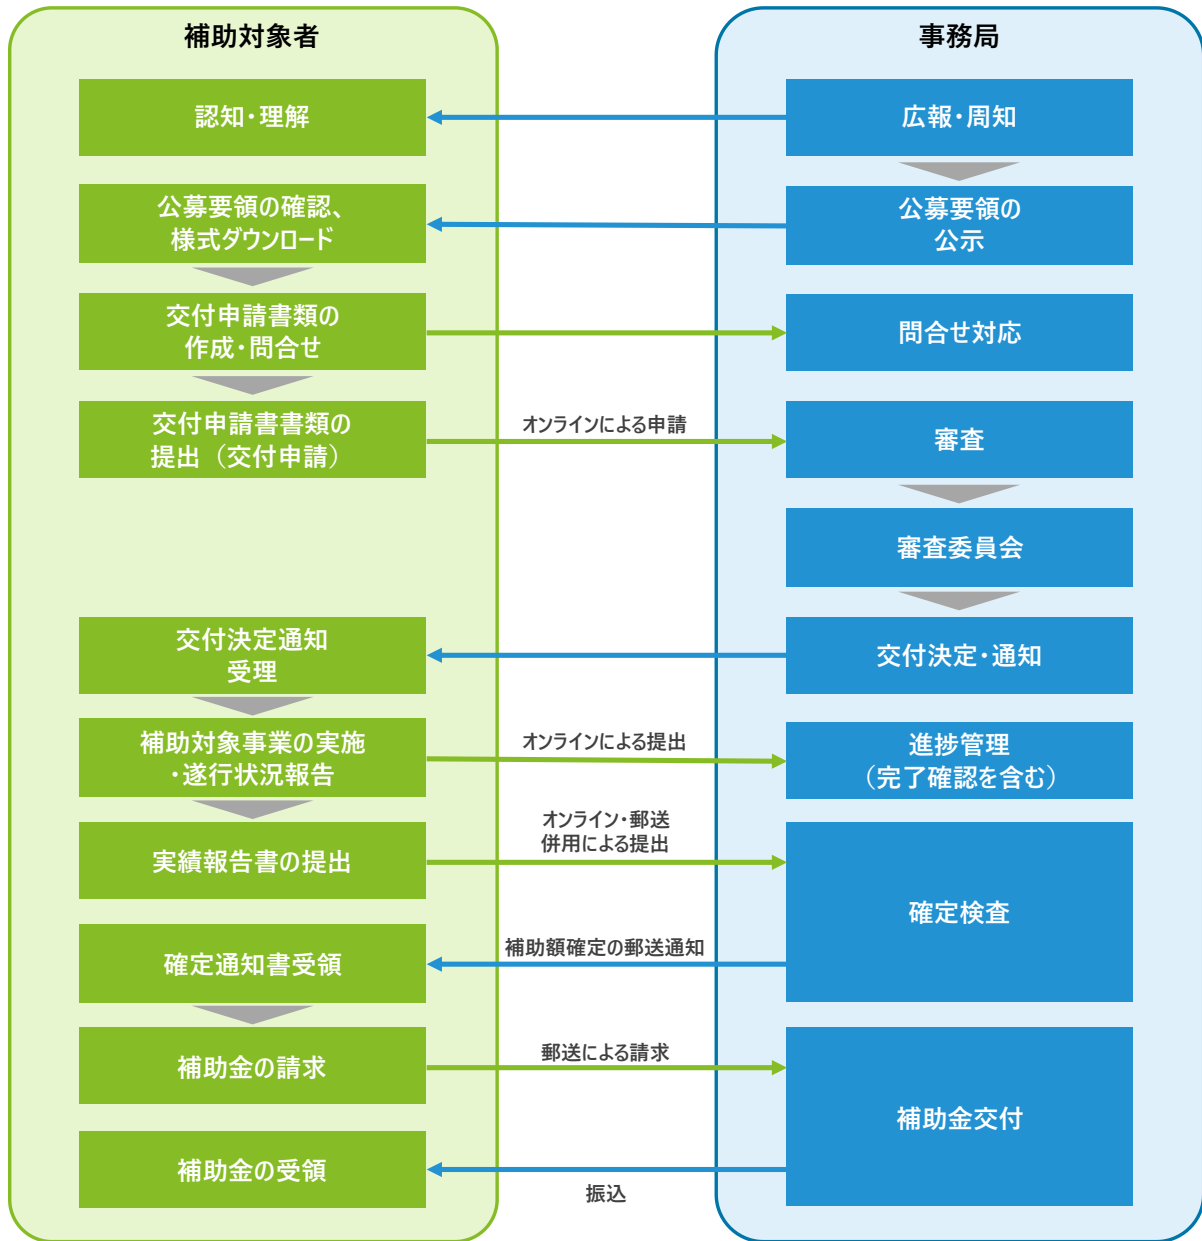 補助対象者
事務局
認知・理解
広報・周知
公募要領の確認、
様式ダウンロード
公募要領の
公示
交付申請書類の
作成・問合せ
問合せ対応
交付申請書書類の
提出（交付申請）
オンラインによる申請
審査
審査委員会
交付決定通知
受理
交付決定・通知
補助対象事業の実施
・遂行状況報告
オンラインによる提出
進捗管理
（完了確認を含む）
実績報告書の提出
オンライン・郵送
併用による提出
確定検査
確定通知書受領
補助額確定の郵送通知
補助金の請求
郵送による請求
補助金交付
補助金の受領
振込